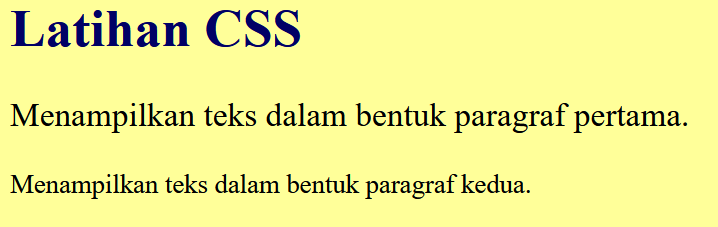 Latihan CSS
Menampilkan teks dalam bentuk paragraf pertama.
Menampilkan teks dalam bentuk paragraf kedua.